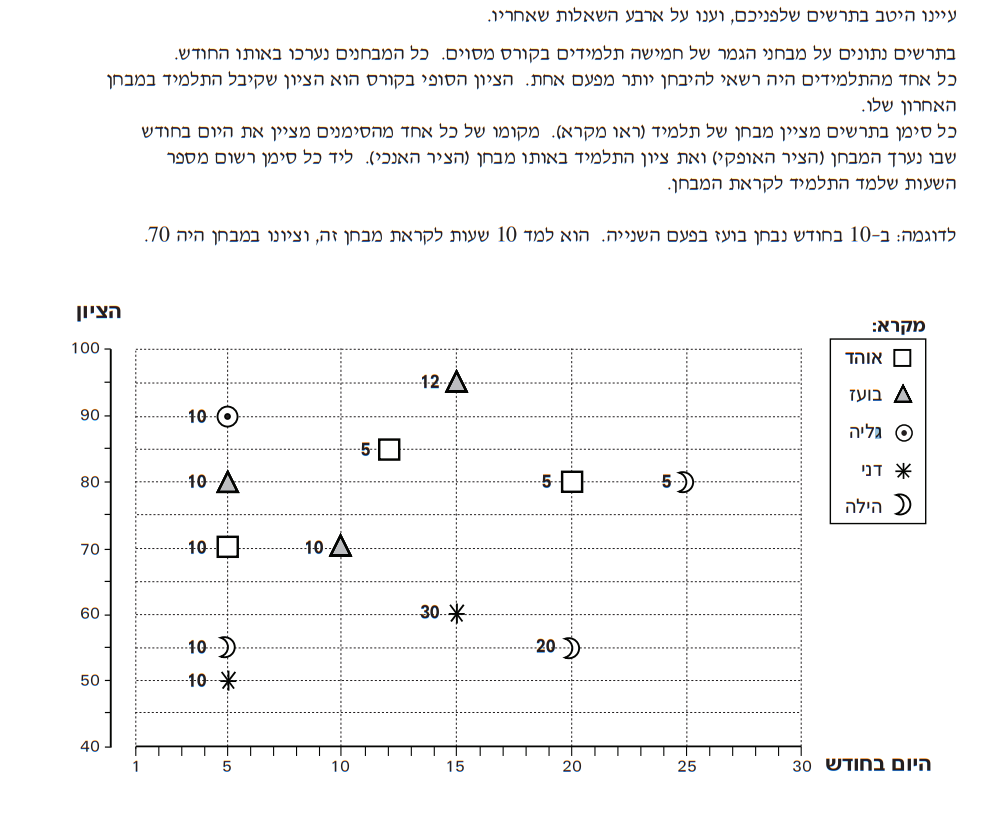 עיינו היטב בתרשים שלפניכם, וענו על ארבע השאלות שאחריו.
בתרשים נתונים על מבחני הגמר של חמישה תלמידים בקורס מסוים. כל המבחנים נערכו באותו החודש.
כל אחד מהתלמידים היה רשאי להיבחן יותר מפעם אחת. הציון הסופי בקורס הוא הציון שקיבל התלמיד במבחן
האחרון שלו.
כל סימן בתרשים מציין מבחן של תלמיד (ראו מקרא). מקומו של כל אחד מהסימנים מציין את היום בחודש
שבו נערך המבחן (הציר האופקי) ואת ציון התלמיד באותו מבחן (הציר האנכי). ליד כל סימן רשום מספר
השעות שלמד התלמיד לקראת המבחן.
לדוגמה: ב-10 בחודש נבחן בועז בפעם השנייה. הוא למד 10 שעות לקראת מבחן זה, וציונו במבחן היה 70.
הציון
מקרא:
אוהד
בועז
גליה
דני
הילה
100
12
90
10
5
80
10
5
5
70
10
10
60
30
10
20
50
10
40
1 5 10 15 20 25 30
היום בחודש